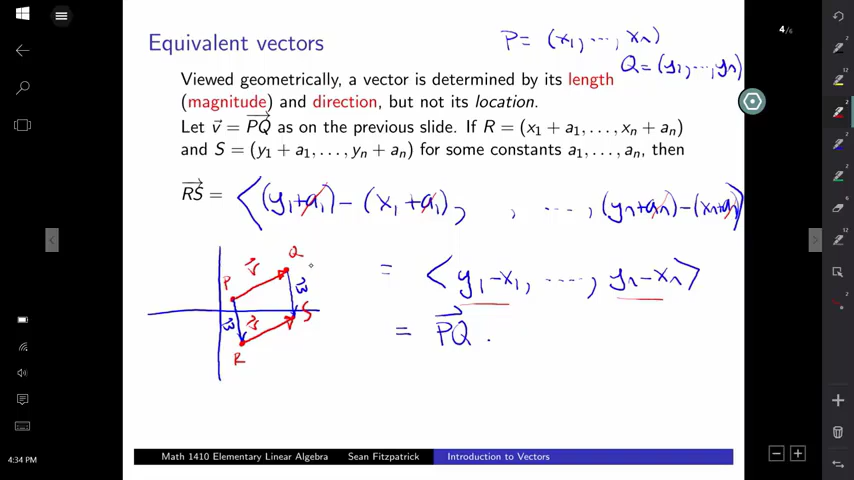 4/6
P = (x₁, ..., xₙ)
Equivalent vectors
Q = (y₁, ..., yₙ)
Viewed geometrically, a vector is determined by its length
(magnitude) and direction, but not its location.
Let v⃗ = P⃗Q⃗ as on the previous slide. If R = (x₁ + a₁, . . . , xₙ + aₙ)
and S = (y₁ + a₁, . . . , yₙ + aₙ) for some constants a₁, . . . , aₙ, then
R⃗S⃗ = ⟨(y₁+a₁) − (x₁+a₁), , ..., (yₙ+aₙ)−(xₙ+aₙ)⟩
Q
v⃗
P
= ⟨y₁−x₁, ...., yₙ−xₙ⟩
w⃗
S
w⃗
v⃗
= P⃗Q⃗ .
R
Math 1410 Elementary Linear Algebra Sean Fitzpatrick Introduction to Vectors
4:34 PM